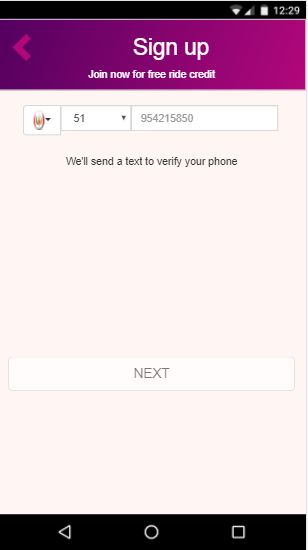 12:29
Sign up
Join now for free ride credit
51 954215850
We'll send a text to verify your phone
NEXT